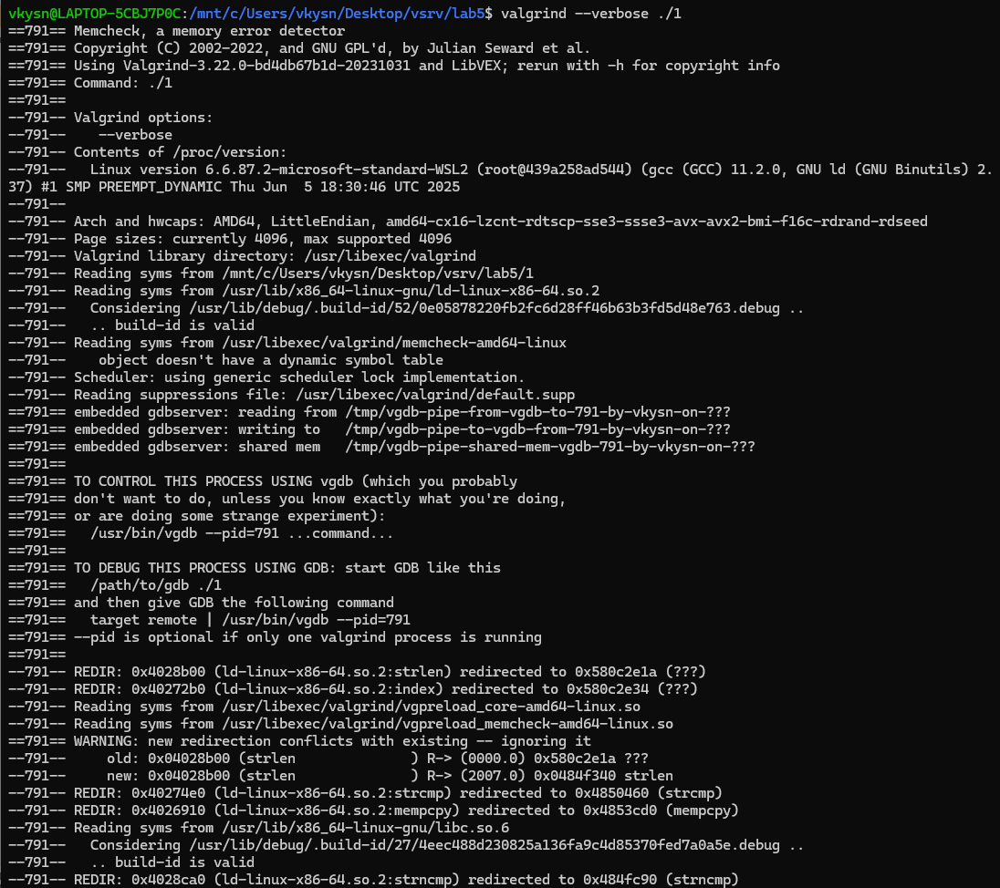 vkysn@LAPTOP-5CBJ7P0C:/mnt/c/Users/vkysn/Desktop/vsrv/lab5$ valgrind --verbose ./1
==791== Memcheck, a memory error detector
==791== Copyright (C) 2002-2022, and GNU GPL'd, by Julian Seward et al.
==791== Using Valgrind-3.22.0-bd4db67b1d-20231031 and LibVEX; rerun with -h for copyright info
==791== Command: ./1
==791==
--791-- Valgrind options:
--791--    --verbose
--791-- Contents of /proc/version:
--791--   Linux version 6.6.87.2-microsoft-standard-WSL2 (root@439a258ad544) (gcc (GCC) 11.2.0, GNU ld (GNU Binutils) 2.
37) #1 SMP PREEMPT_DYNAMIC Thu Jun  5 18:30:46 UTC 2025
--791--
--791-- Arch and hwcaps: AMD64, LittleEndian, amd64-cx16-lzcnt-rdtscp-sse3-ssse3-avx-avx2-bmi-f16c-rdrand-rdseed
--791-- Page sizes: currently 4096, max supported 4096
--791-- Valgrind library directory: /usr/libexec/valgrind
--791-- Reading syms from /mnt/c/Users/vkysn/Desktop/vsrv/lab5/1
--791-- Reading syms from /usr/lib/x86_64-linux-gnu/ld-linux-x86-64.so.2
--791--   Considering /usr/lib/debug/.build-id/52/0e05878220fb2fc6d28ff46b63b3fd5d48e763.debug ..
--791--   .. build-id is valid
--791-- Reading syms from /usr/libexec/valgrind/memcheck-amd64-linux
--791--    object doesn't have a dynamic symbol table
--791-- Scheduler: using generic scheduler lock implementation.
--791-- Reading suppressions file: /usr/libexec/valgrind/default.supp
==791== embedded gdbserver: reading from /tmp/vgdb-pipe-from-vgdb-to-791-by-vkysn-on-???
==791== embedded gdbserver: writing to   /tmp/vgdb-pipe-to-vgdb-from-791-by-vkysn-on-???
==791== embedded gdbserver: shared mem   /tmp/vgdb-pipe-shared-mem-vgdb-791-by-vkysn-on-???
==791==
==791== TO CONTROL THIS PROCESS USING vgdb (which you probably
==791== don't want to do, unless you know exactly what you're doing,
==791== or are doing some strange experiment):
==791==   /usr/bin/vgdb --pid=791 ...command...
==791==
==791== TO DEBUG THIS PROCESS USING GDB: start GDB like this
==791==   /path/to/gdb ./1
==791== and then give GDB the following command
==791==   target remote | /usr/bin/vgdb --pid=791
==791== --pid is optional if only one valgrind process is running
==791==
--791-- REDIR: 0x4028b00 (ld-linux-x86-64.so.2:strlen) redirected to 0x580c2e1a (???)
--791-- REDIR: 0x40272b0 (ld-linux-x86-64.so.2:index) redirected to 0x580c2e34 (???)
--791-- Reading syms from /usr/libexec/valgrind/vgpreload_core-amd64-linux.so
--791-- Reading syms from /usr/libexec/valgrind/vgpreload_memcheck-amd64-linux.so
==791== WARNING: new redirection conflicts with existing -- ignoring it
--791--     old: 0x04028b00 (strlen              ) R-> (0000.0) 0x580c2e1a ???
--791--     new: 0x04028b00 (strlen              ) R-> (2007.0) 0x0484f340 strlen
--791-- REDIR: 0x40274e0 (ld-linux-x86-64.so.2:strcmp) redirected to 0x4850460 (strcmp)
--791-- REDIR: 0x4026910 (ld-linux-x86-64.so.2:mempcpy) redirected to 0x4853cd0 (mempcpy)
--791-- Reading syms from /usr/lib/x86_64-linux-gnu/libc.so.6
--791--   Considering /usr/lib/debug/.build-id/27/4eec488d230825a136fa9c4d85370fed7a0a5e.debug ..
--791--   .. build-id is valid
--791-- REDIR: 0x4028ca0 (ld-linux-x86-64.so.2:strncmp) redirected to 0x484fc90 (strncmp)